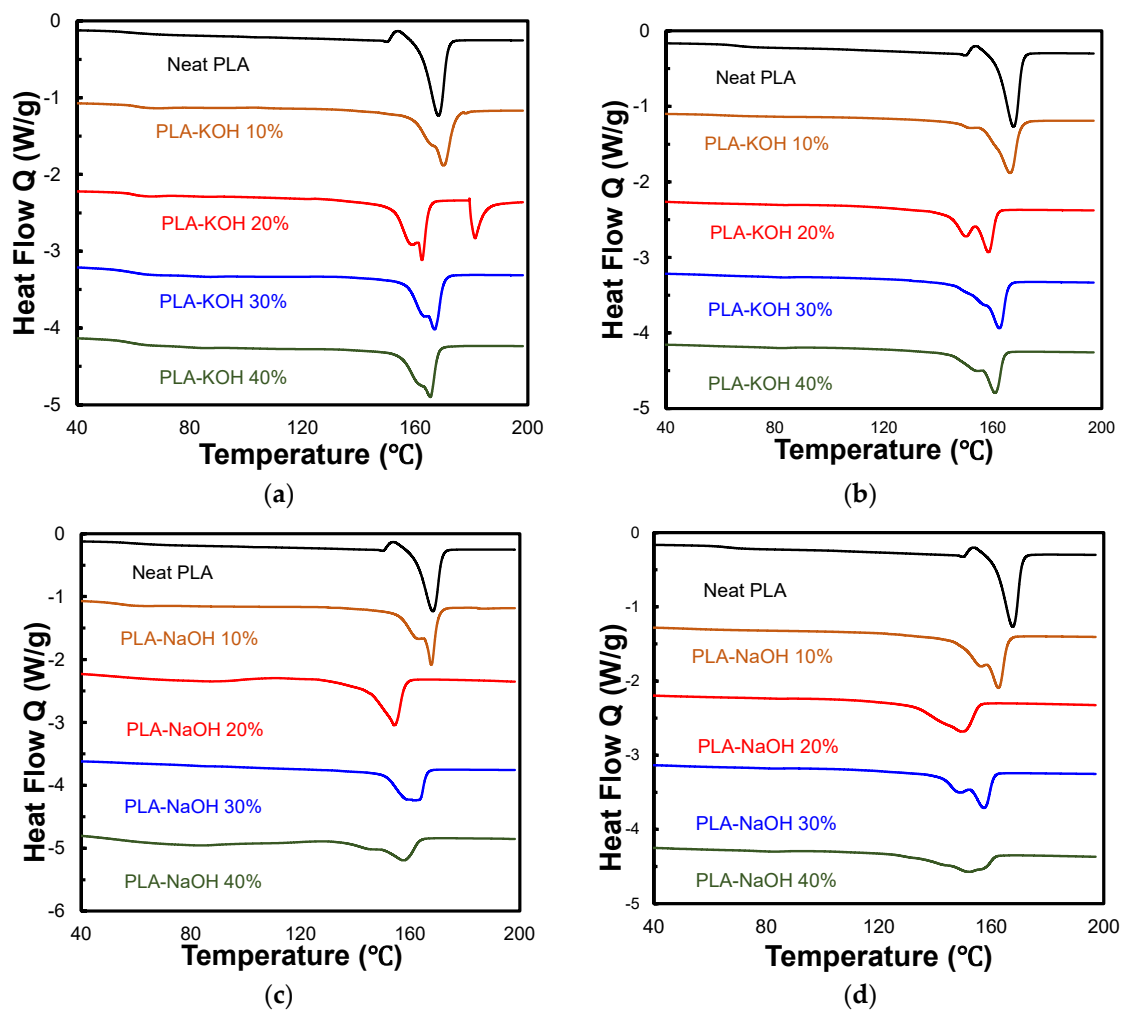 0
-1
-2
-3
-4
-5
Heat Flow Q (W/g)
Neat PLA
PLA-KOH 10%
PLA-KOH 20%
PLA-KOH 30%
PLA-KOH 40%
40
80
120
160
200
Temperature (℃)
(a)
0
-1
-2
-3
-4
-5
Heat Flow Q (W/g)
Neat PLA
PLA-KOH 10%
PLA-KOH 20%
PLA-KOH 30%
PLA-KOH 40%
40
80
120
160
200
Temperature (℃)
(b)
0
-1
-2
-3
-4
-5
-6
Heat Flow Q (W/g)
Neat PLA
PLA-NaOH 10%
PLA-NaOH 20%
PLA-NaOH 30%
PLA-NaOH 40%
40
80
120
160
200
Temperature (℃)
(c)
0
-1
-2
-3
-4
-5
Heat Flow Q (W/g)
Neat PLA
PLA-NaOH 10%
PLA-NaOH 20%
PLA-NaOH 30%
PLA-NaOH 40%
40
80
120
160
200
Temperature (℃)
(d)